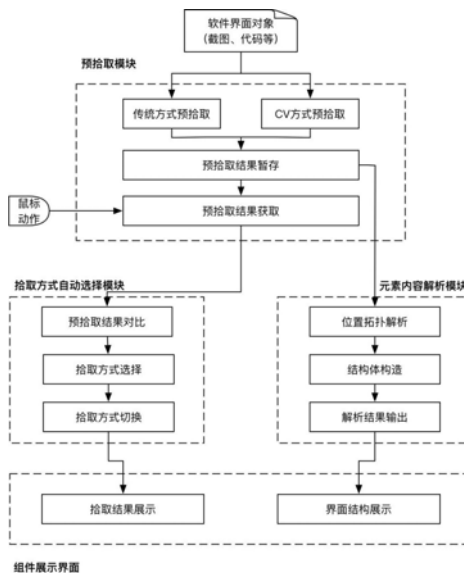 软件界面对象
（截图、代码等）
预拾取模块
传统方式预拾取
CV方式预拾取
预拾取结果暂存
鼠标
动作
预拾取结果获取
拾取方式自动选择模块
元素内容解析模块
预拾取结果对比
位置拓扑解析
拾取方式选择
结构体构造
拾取方式切换
解析结果输出
拾取结果展示
界面结构展示
组件展示界面